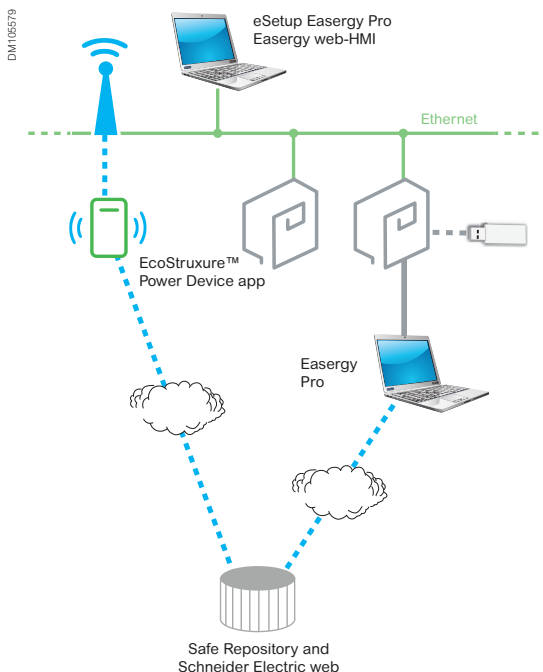 DM105579
eSetup Easergy Pro
Easergy web-HMI
Ethernet
EcoStruxure™
Power Device app
Easergy
Pro
Safe Repository and
Schneider Electric web